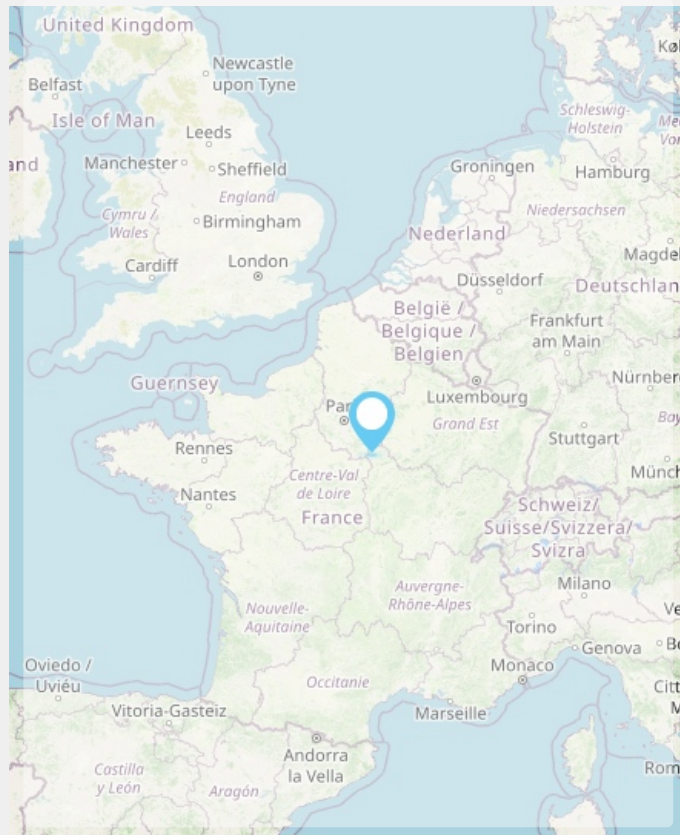 United Kingdom
Newcastle
upon Tyne
Belfast
Isle of Man
Leeds
Manchester
Sheffield
England
Cymru /
Wales
Birmingham
Cardiff
London
Schleswig-
Holstein
Groningen
Hamburg
Niedersachsen
Nederland
Düsseldorf
België /
Belgique /
Belgien
Frankfurt
am Main
Guernsey
Luxembourg
Grand Est
Stuttgart
Rennes
Nantes
Centre-Val
de Loire
France
Schweiz/
Suisse/Svizzera/
Svizra
Auvergne-
Rhône-Alpes
Milano
Nouvelle-
Aquitaine
Torino
Genova
Oviedo /
Uviéu
Occitanie
Monaco
Vitoria-Gasteiz
Marseille
Andorra
la Vella
Castilla
y León
Aragón